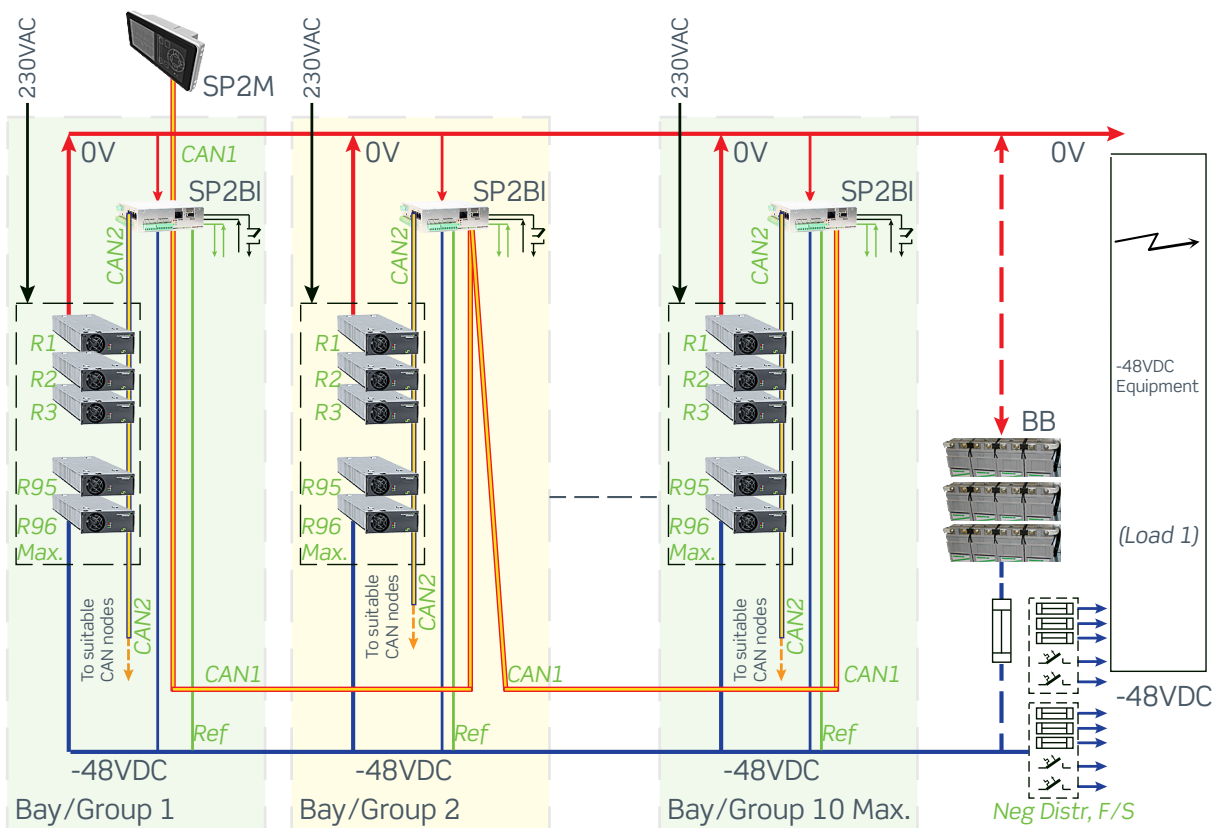 230VAC
SP2M
230VAC
230VAC
0V
CAN1
0V
0V
0V
SP2BI
SP2BI
SP2BI
CAN2
CAN2
CAN2
R1
R2
R3
R95
R96
Max.
R1
R2
R3
R95
R96
Max.
R1
R2
R3
R95
R96
Max.
-48VDC
Equipment
BB
(Load 1)
To suitable
CAN nodes
CAN2
To suitable
CAN nodes
CAN2
To suitable
CAN nodes
CAN2
CAN1
CAN1
CAN1
-48VDC
Ref
Ref
Ref
-48VDC
-48VDC
-48VDC
Bay/Group 1
Bay/Group 2
Bay/Group 10 Max.
Neg Distr, F/S